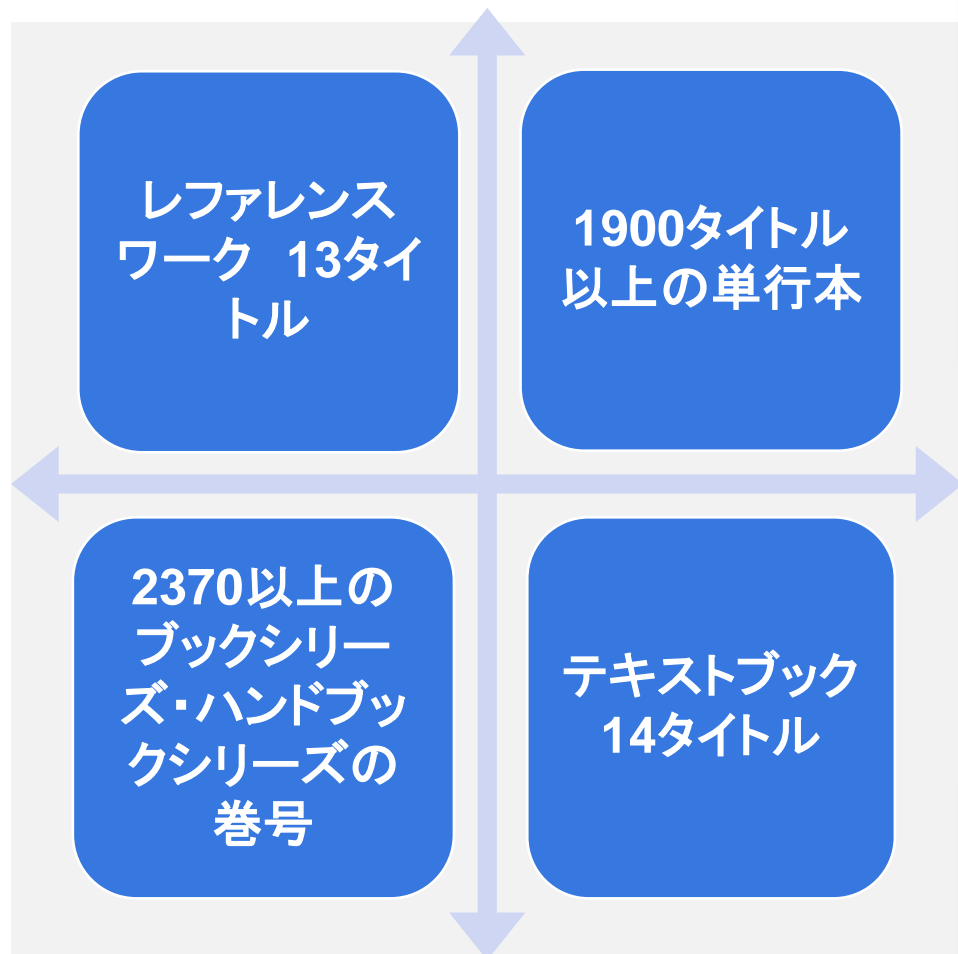 レファレンス
ワーク　13タイ
トル
1900タイトル
以上の単行本
2370以上の
ブックシリー
ズ・ハンドブッ
クシリーズの
巻号
テキストブック
14タイトル